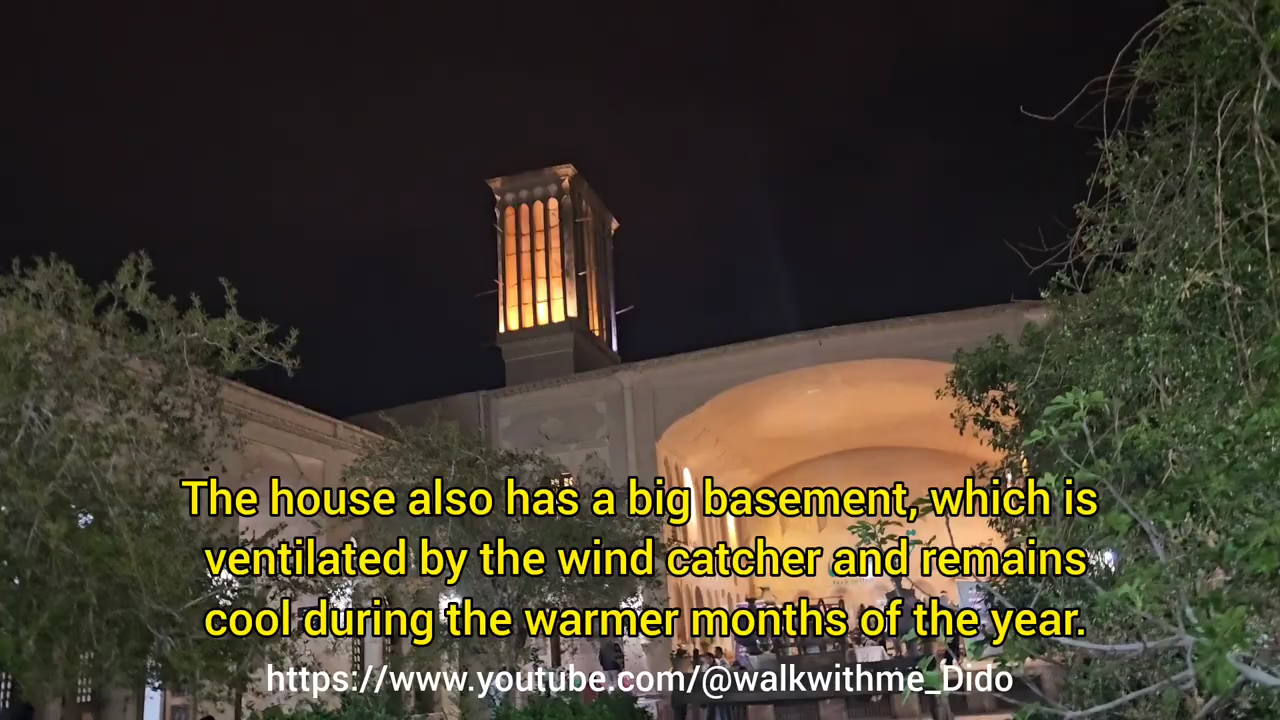 The house also has a big basement, which is
ventilated by the wind catcher and remains
cool during the warmer months of the year.
https://www.youtube.com/@walkwithme_Dido